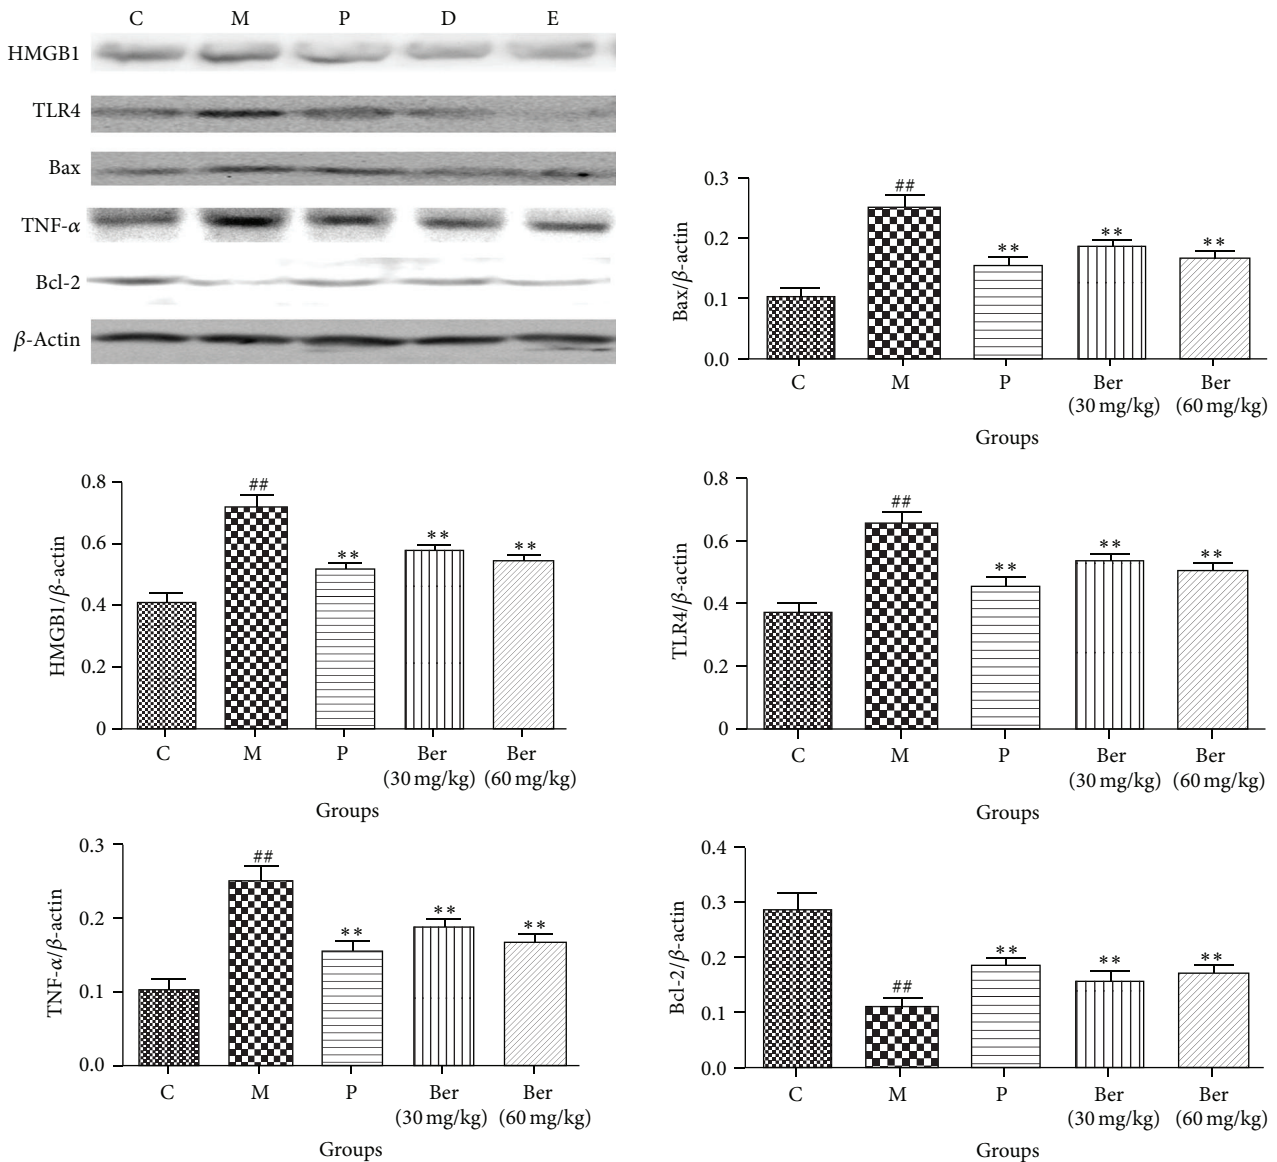 C M P D E
HMGB1
TLR4
Bax
TNF-α
Bcl-2
β-Actin
Bax/β-actin
0.3
0.2
0.1
0.0
##
**
**
**
C M P Ber Ber
(30 mg/kg) (60 mg/kg)
Groups
HMGB1/β-actin
0.8
0.6
0.4
0.2
0
##
**
**
**
C M P Ber Ber
(30 mg/kg) (60 mg/kg)
Groups
TLR4/β-actin
0.8
0.6
0.4
0.2
0
##
**
**
**
C M P Ber Ber
(30 mg/kg) (60 mg/kg)
Groups
TNF-α/β-actin
0.3
0.2
0.1
0.0
##
**
**
**
C M P Ber Ber
(30 mg/kg) (60 mg/kg)
Groups
Bcl-2/β-actin
0.4
0.3
0.2
0.1
0.0
##
**
**
**
C M P Ber Ber
(30 mg/kg) (60 mg/kg)
Groups